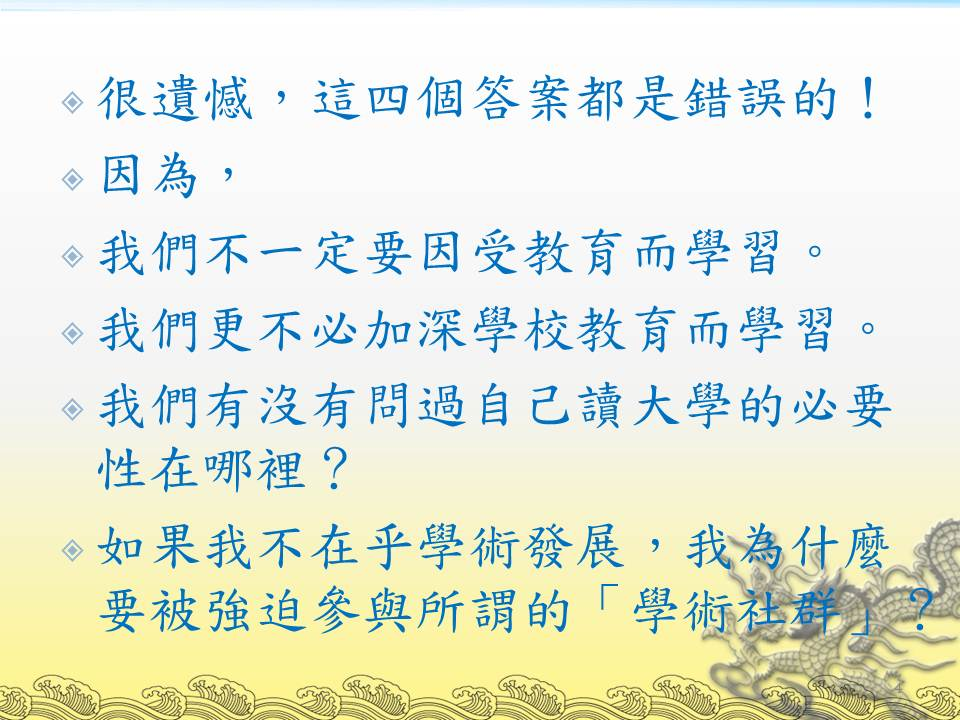 很遺憾，這四個答案都是錯誤的！
因為，
我們不一定要因受教育而學習。
我們更不必加深學校教育而學習。
我們有沒有問過自己讀大學的必要
性在哪裡？
如果我不在乎學術發展，我為什麼
要被強迫參與所謂的「學術社群」？